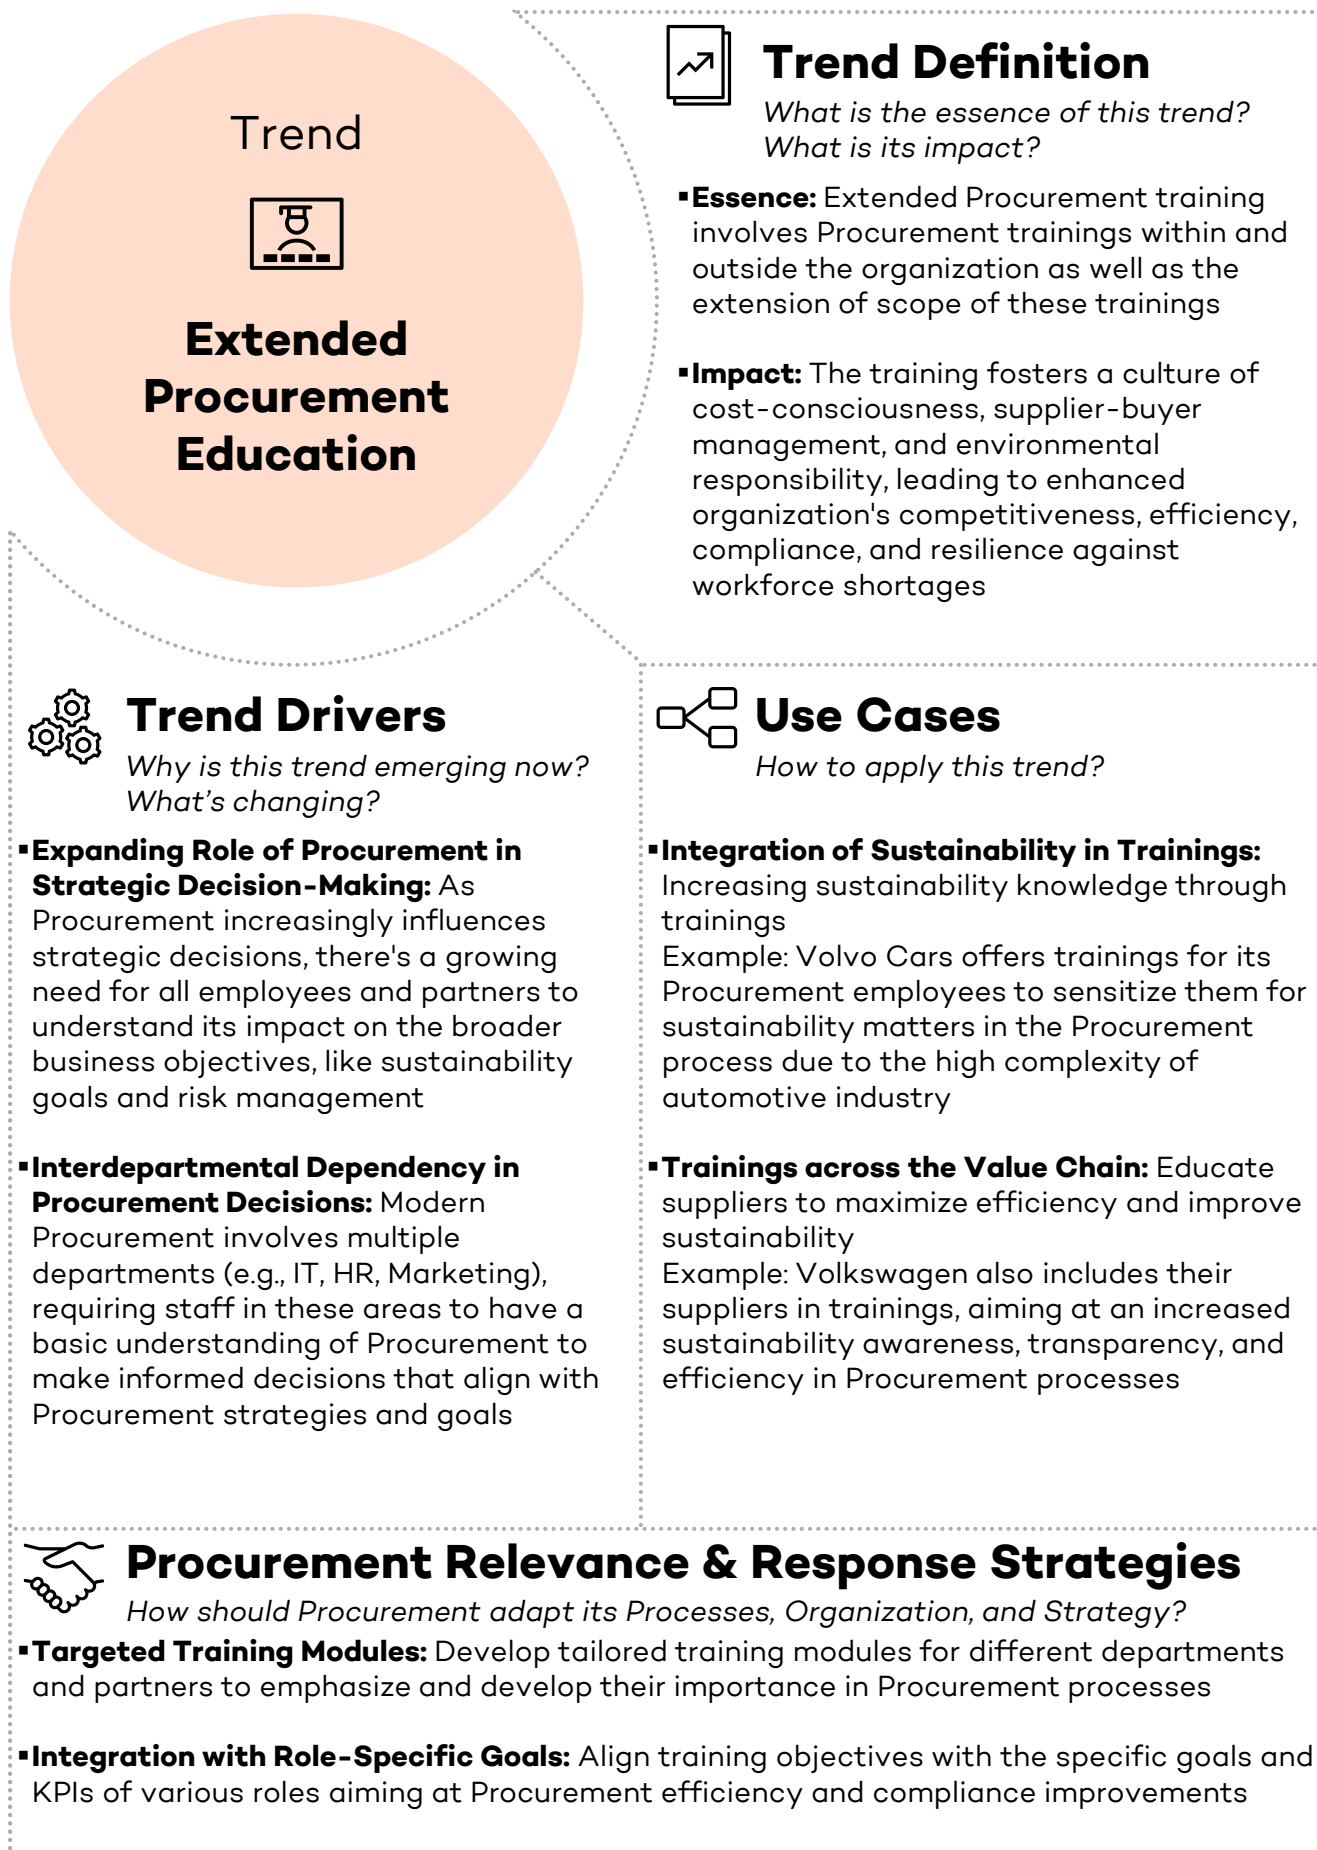 Trend
Extended
Procurement
Education
Trend Definition
What is the essence of this trend?
What is its impact?
▪Essence: Extended Procurement training
involves Procurement trainings within and
outside the organization as well as the
extension of scope of these trainings
▪Impact: The training fosters a culture of
cost-consciousness, supplier-buyer
management, and environmental
responsibility, leading to enhanced
organization's competitiveness, efficiency,
compliance, and resilience against
workforce shortages
Trend Drivers
Why is this trend emerging now?
What’s changing?
▪Expanding Role of Procurement in
Strategic Decision-Making: As
Procurement increasingly influences
strategic decisions, there's a growing
need for all employees and partners to
understand its impact on the broader
business objectives, like sustainability
goals and risk management
▪Interdepartmental Dependency in
Procurement Decisions: Modern
Procurement involves multiple
departments (e.g., IT, HR, Marketing),
requiring staff in these areas to have a
basic understanding of Procurement to
make informed decisions that align with
Procurement strategies and goals
Use Cases
How to apply this trend?
▪Integration of Sustainability in Trainings:
Increasing sustainability knowledge through
trainings
Example: Volvo Cars offers trainings for its
Procurement employees to sensitize them for
sustainability matters in the Procurement
process due to the high complexity of
automotive industry
▪Trainings across the Value Chain: Educate
suppliers to maximize efficiency and improve
sustainability
Example: Volkswagen also includes their
suppliers in trainings, aiming at an increased
sustainability awareness, transparency, and
efficiency in Procurement processes
Procurement Relevance & Response Strategies
How should Procurement adapt its Processes, Organization, and Strategy?
▪Targeted Training Modules: Develop tailored training modules for different departments
and partners to emphasize and develop their importance in Procurement processes
▪Integration with Role-Specific Goals: Align training objectives with the specific goals and
KPIs of various roles aiming at Procurement efficiency and compliance improvements